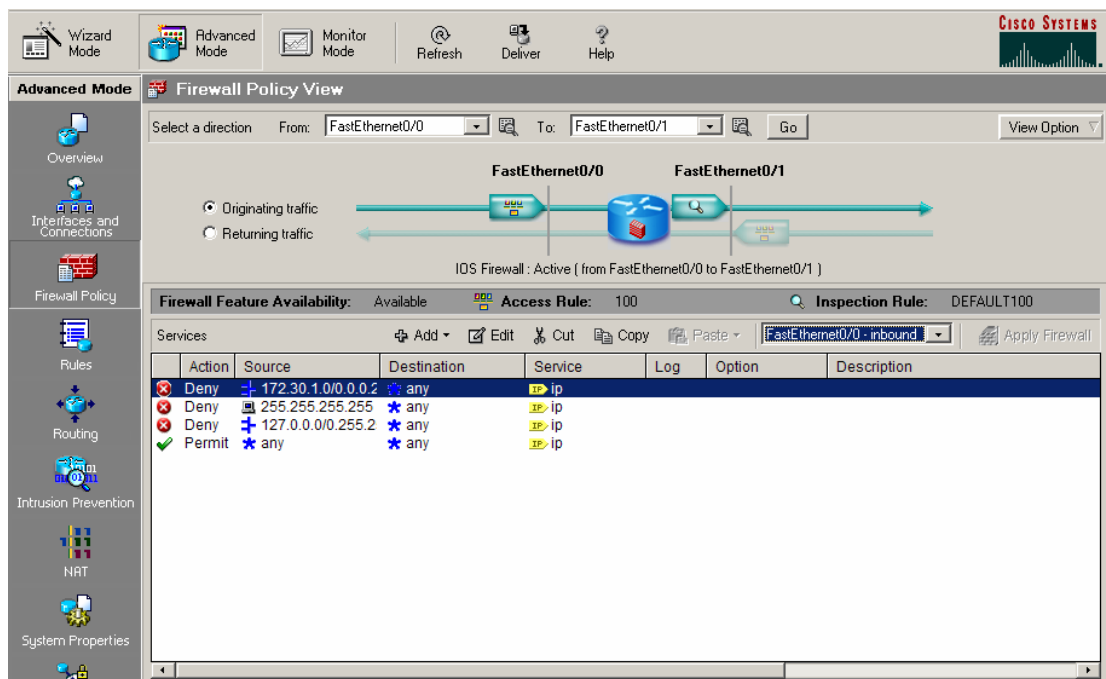 Wizard Mode
Advanced Mode
Monitor Mode
Refresh
Deliver
Help
CISCO SYSTEMS
Advanced Mode
Firewall Policy View
Select a direction From: FastEthernet0/0 To: FastEthernet0/1 Go View Option
Overview
Interfaces and Connections
Firewall Policy
Rules
Routing
Intrusion Prevention
NAT
System Properties
FastEthernet0/0 FastEthernet0/1
Originating traffic
Returning traffic
IOS Firewall : Active ( from FastEthernet0/0 to FastEthernet0/1 )
Firewall Feature Availability: Available Access Rule: 100 Inspection Rule: DEFAULT100
Services Add Edit Cut Copy Paste FastEthernet0/0 - inbound Apply Firewall
Action Source Destination Service Log Option Description
Deny 172.30.1.0/0.0.0.2 any IP ip
Deny 255.255.255.255 any IP ip
Deny 127.0.0.0/0.255.2 any IP ip
Permit any any IP ip